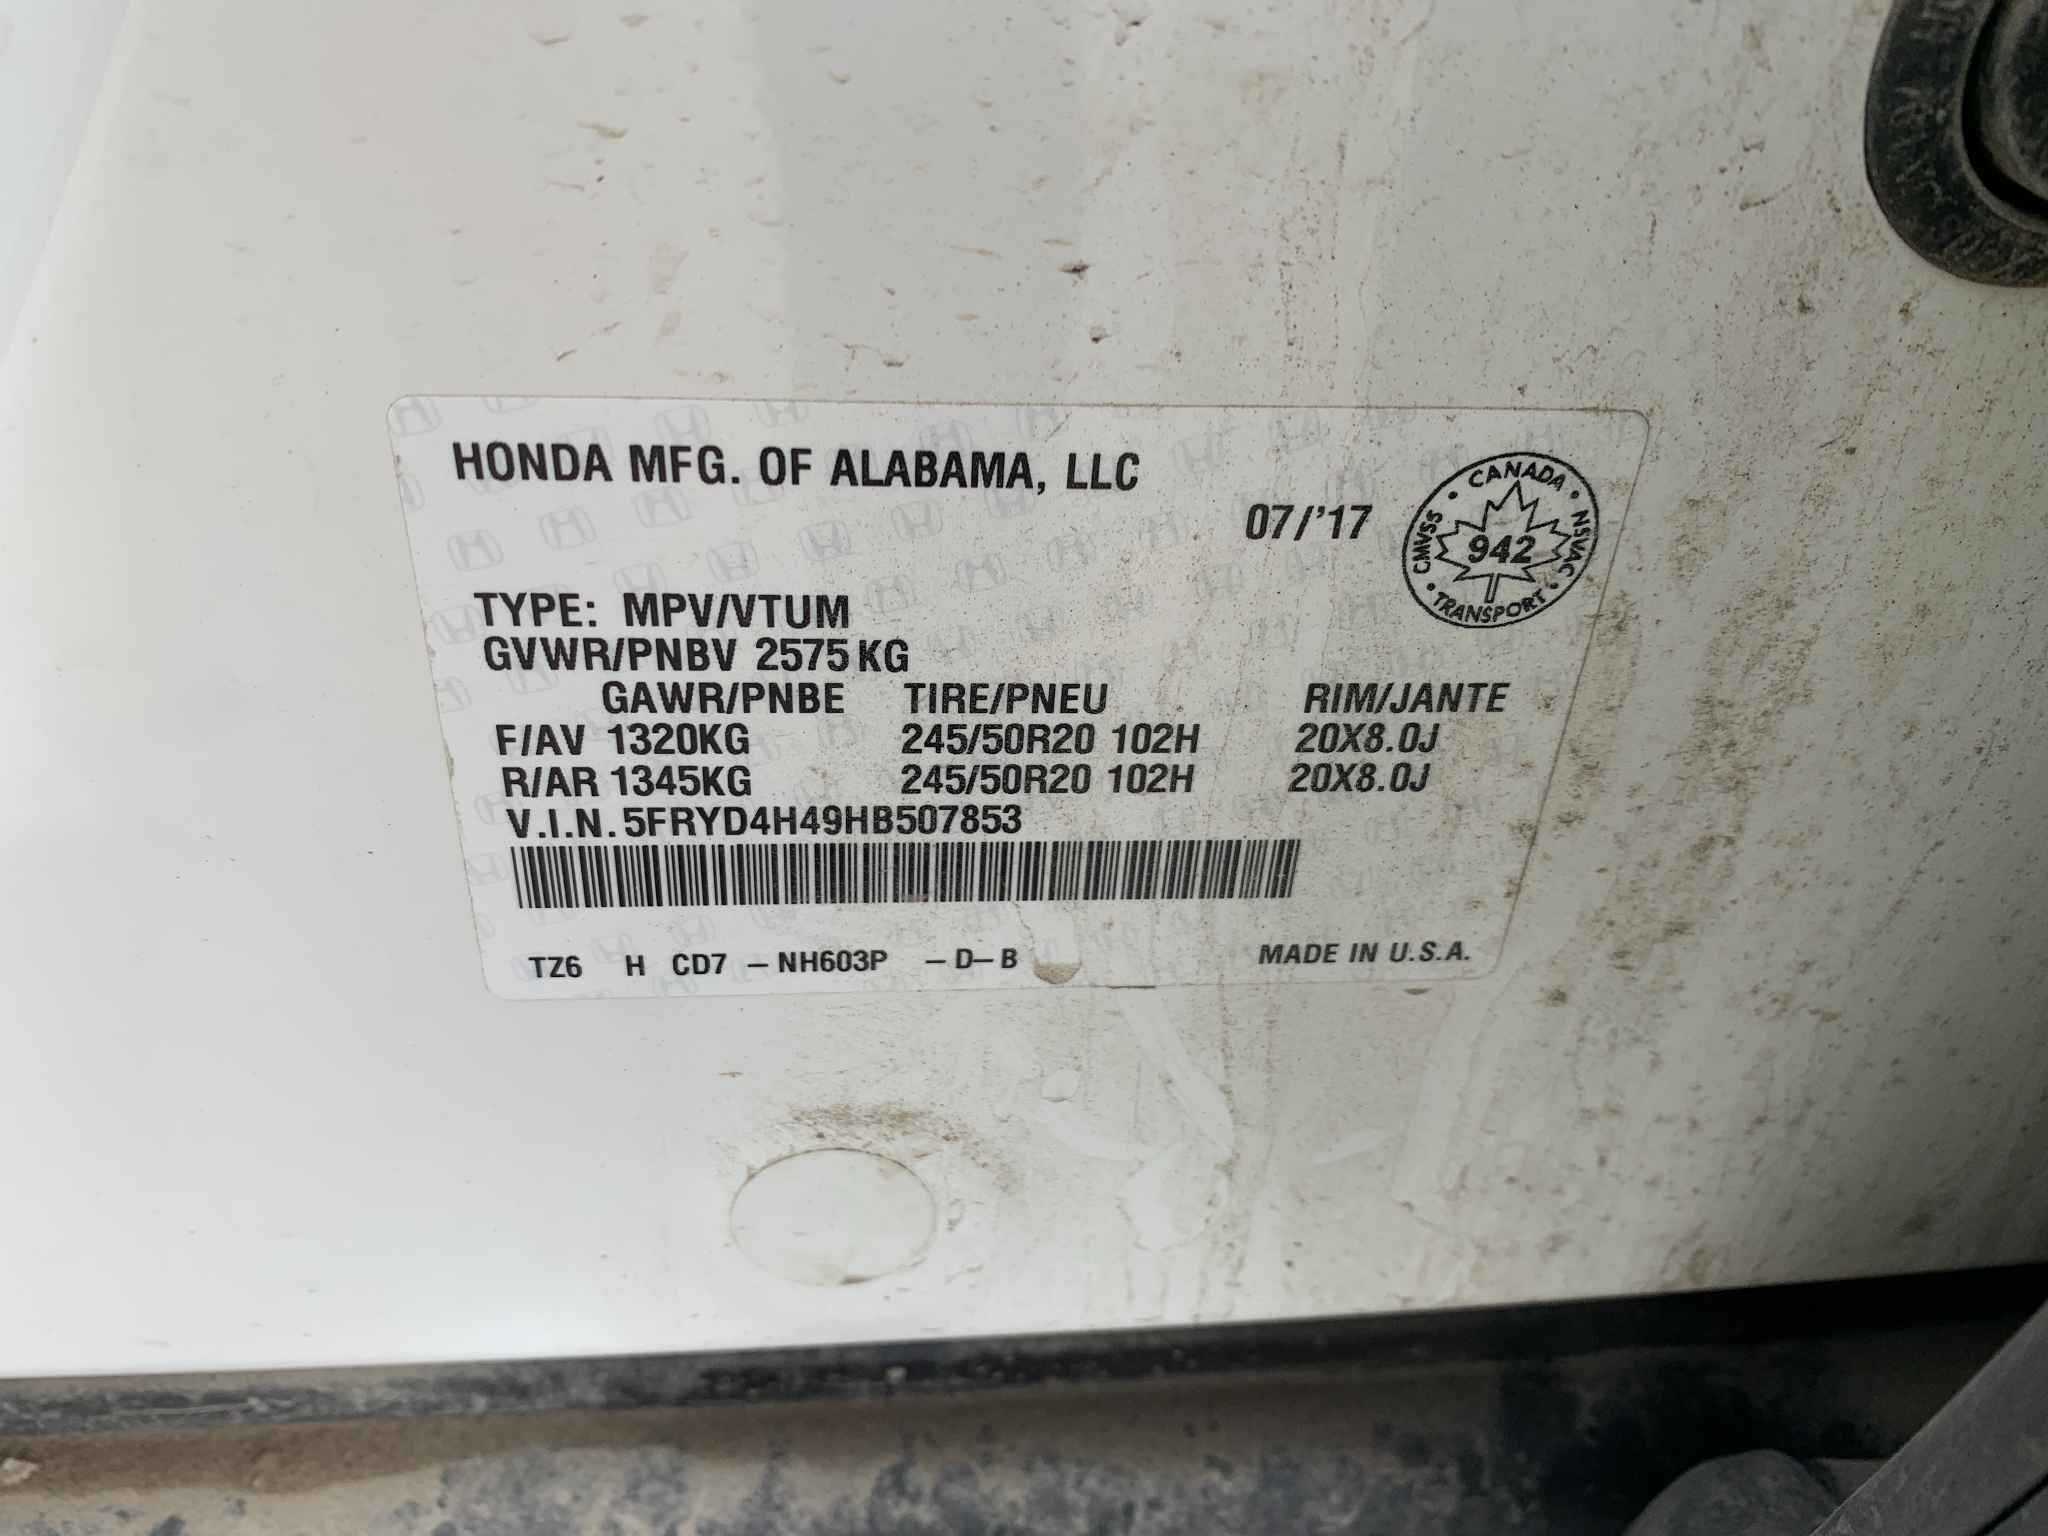 HONDA MFG. OF ALABAMA, LLC
07/'17
CANADA
CMVSS
942
NSVAC
TRANSPORT
TYPE: MPV/VTUM
GVWR/PNBV 2575 KG
GAWR/PNBE TIRE/PNEU RIM/JANTE
F/AV 1320KG 245/50R20 102H 20X8.0J
R/AR 1345KG 245/50R20 102H 20X8.0J
V.I.N. 5FRYD4H49HB507853
TZ6 H CD7 – NH603P – D – B MADE IN U.S.A.